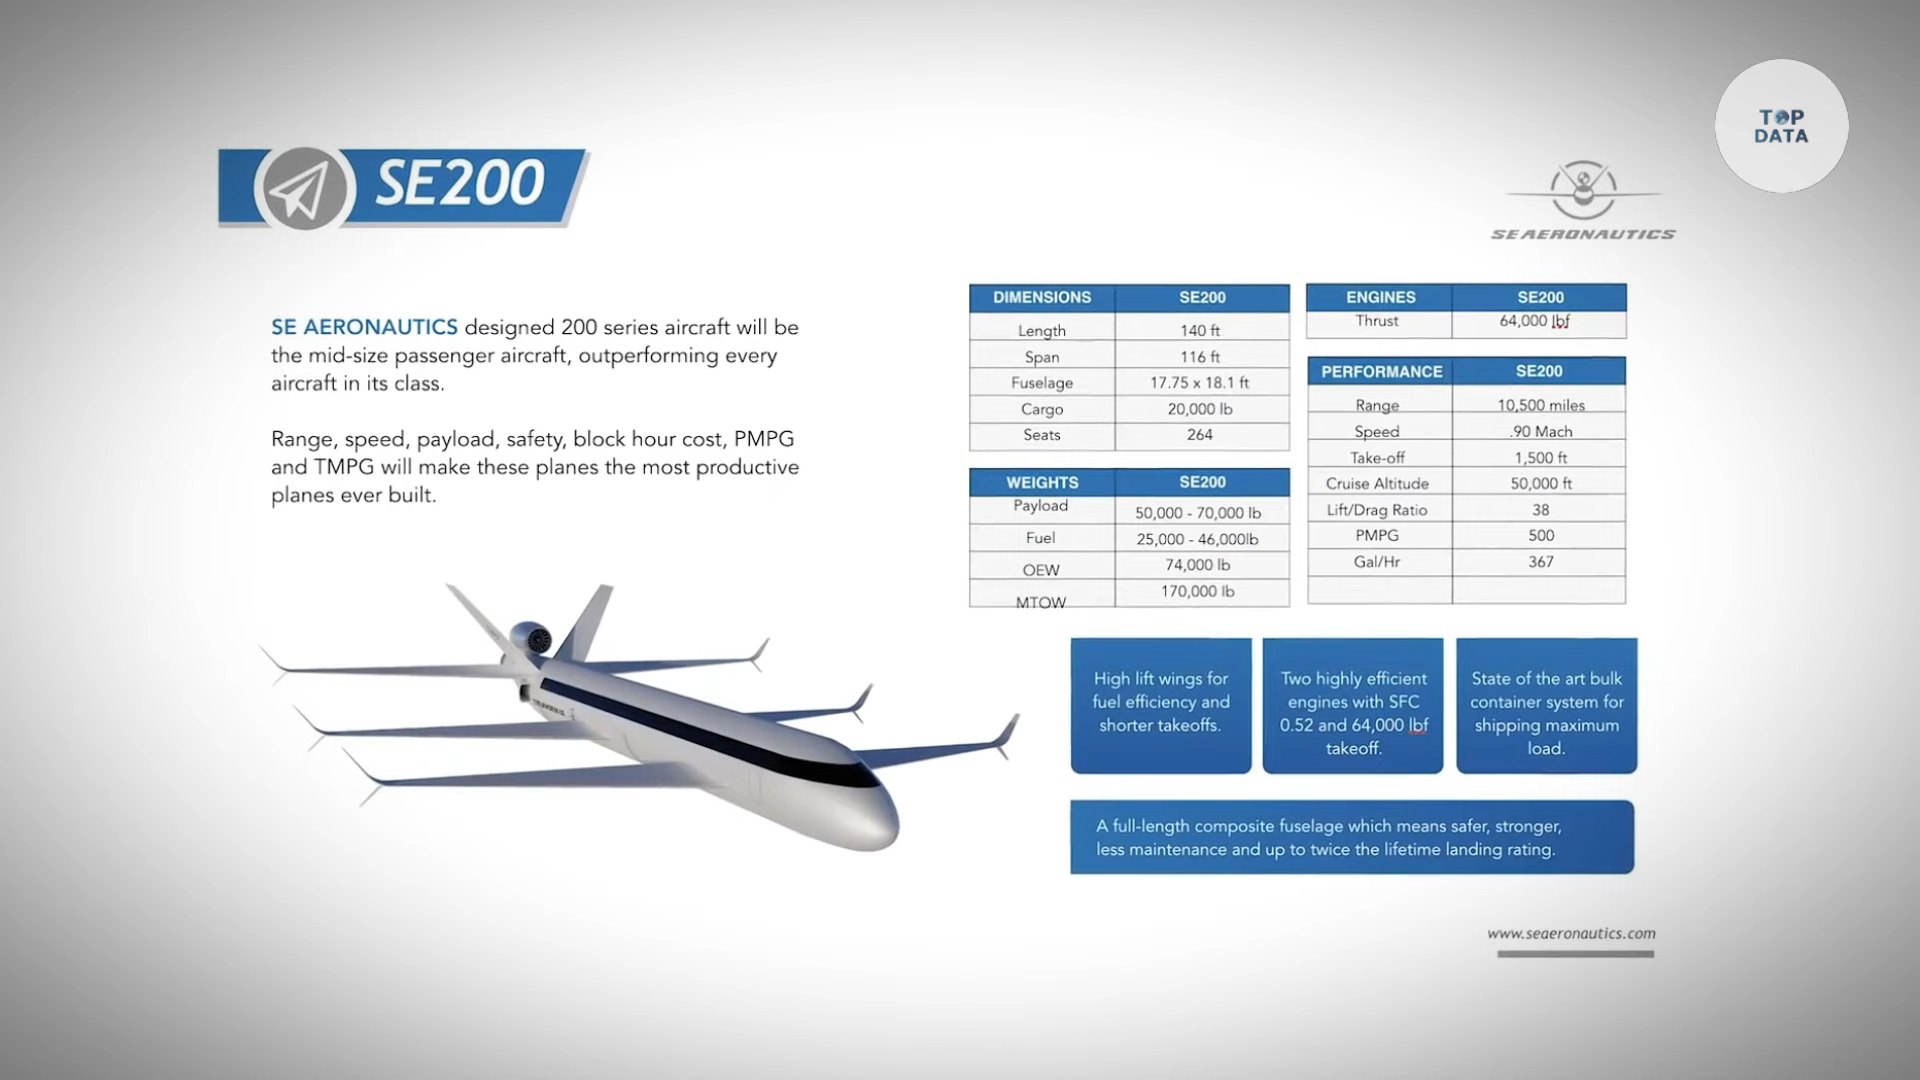 TOP
DATA
SE200
SE AERONAUTICS
SE AERONAUTICS designed 200 series aircraft will be
the mid-size passenger aircraft, outperforming every
aircraft in its class.
Range, speed, payload, safety, block hour cost, PMPG
and TMPG will make these planes the most productive
planes ever built.
DIMENSIONS SE200
Length 140 ft
Span 116 ft
Fuselage 17.75 x 18.1 ft
Cargo 20,000 lb
Seats 264
WEIGHTS SE200
Payload 50,000 - 70,000 lb
Fuel 25,000 - 46,000lb
OEW 74,000 lb
MTOW 170,000 lb
ENGINES SE200
Thrust 64,000 lbf
PERFORMANCE SE200
Range 10,500 miles
Speed .90 Mach
Take-off 1,500 ft
Cruise Altitude 50,000 ft
Lift/Drag Ratio 38
PMPG 500
Gal/Hr 367
High lift wings for
fuel efficiency and
shorter takeoffs.
Two highly efficient
engines with SFC
0.52 and 64,000 lbf
takeoff.
State of the art bulk
container system for
shipping maximum
load.
A full-length composite fuselage which means safer, stronger,
less maintenance and up to twice the lifetime landing rating.
www.seaeronautics.com